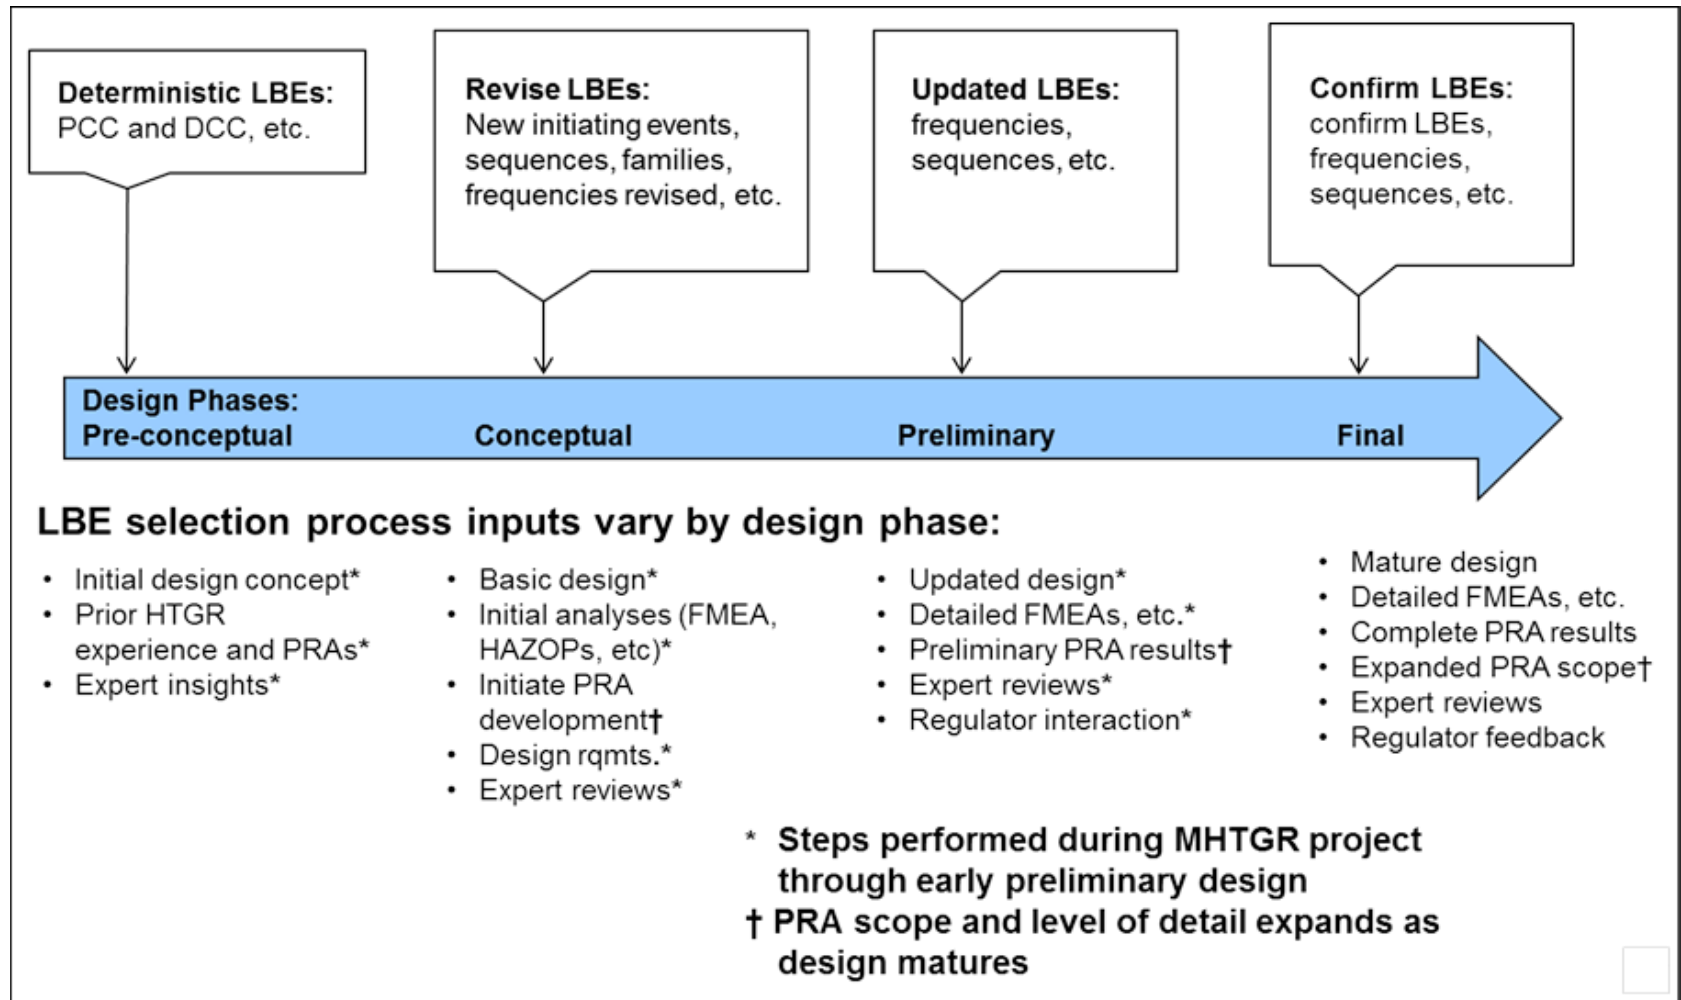 Deterministic LBEs:
PCC and DCC, etc.
Revise LBEs:
New initiating events,
sequences, families,
frequencies revised, etc.
Updated LBEs:
frequencies,
sequences, etc.
Confirm LBEs:
confirm LBEs,
frequencies,
sequences, etc.
Design Phases:
Pre-conceptual
Conceptual
Preliminary
Final
LBE selection process inputs vary by design phase:
• Initial design concept*
• Prior HTGR
experience and PRAs*
• Expert insights*
• Basic design*
• Initial analyses (FMEA,
HAZOPs, etc)*
• Initiate PRA
development†
• Design rqmts.*
• Expert reviews*
• Updated design*
• Detailed FMEAs, etc.*
• Preliminary PRA results†
• Expert reviews*
• Regulator interaction*
• Mature design
• Detailed FMEAs, etc.
• Complete PRA results
• Expanded PRA scope†
• Expert reviews
• Regulator feedback
* Steps performed during MHTGR project
through early preliminary design
† PRA scope and level of detail expands as
design matures